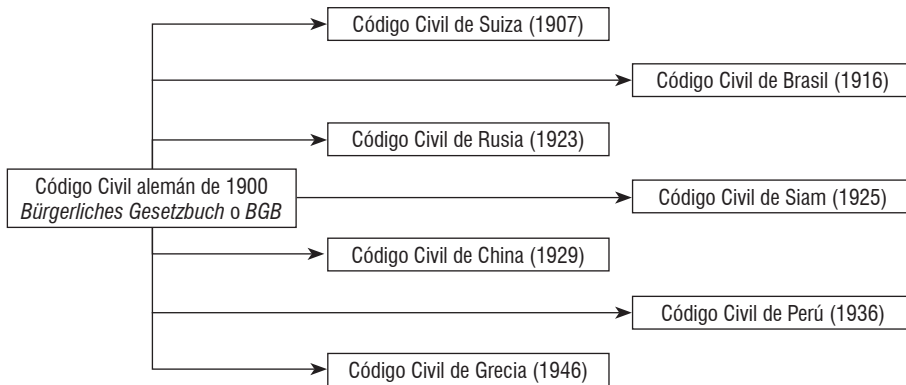 Código Civil de Suiza (1907)
Código Civil de Brasil (1916)
Código Civil de Rusia (1923)
Código Civil alemán de 1900
Bürgerliches Gesetzbuch o BGB
Código Civil de Siam (1925)
Código Civil de China (1929)
Código Civil de Perú (1936)
Código Civil de Grecia (1946)